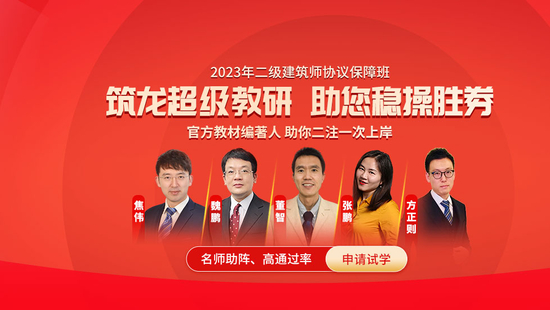 2023年二级建筑师协议保障班
筑龙超级教研 助您稳操胜券
官方教材编著人 助你二注一次上岸
焦伟
魏鹏
董智
张鹏
方正则
名师助阵、高通过率
申请试学